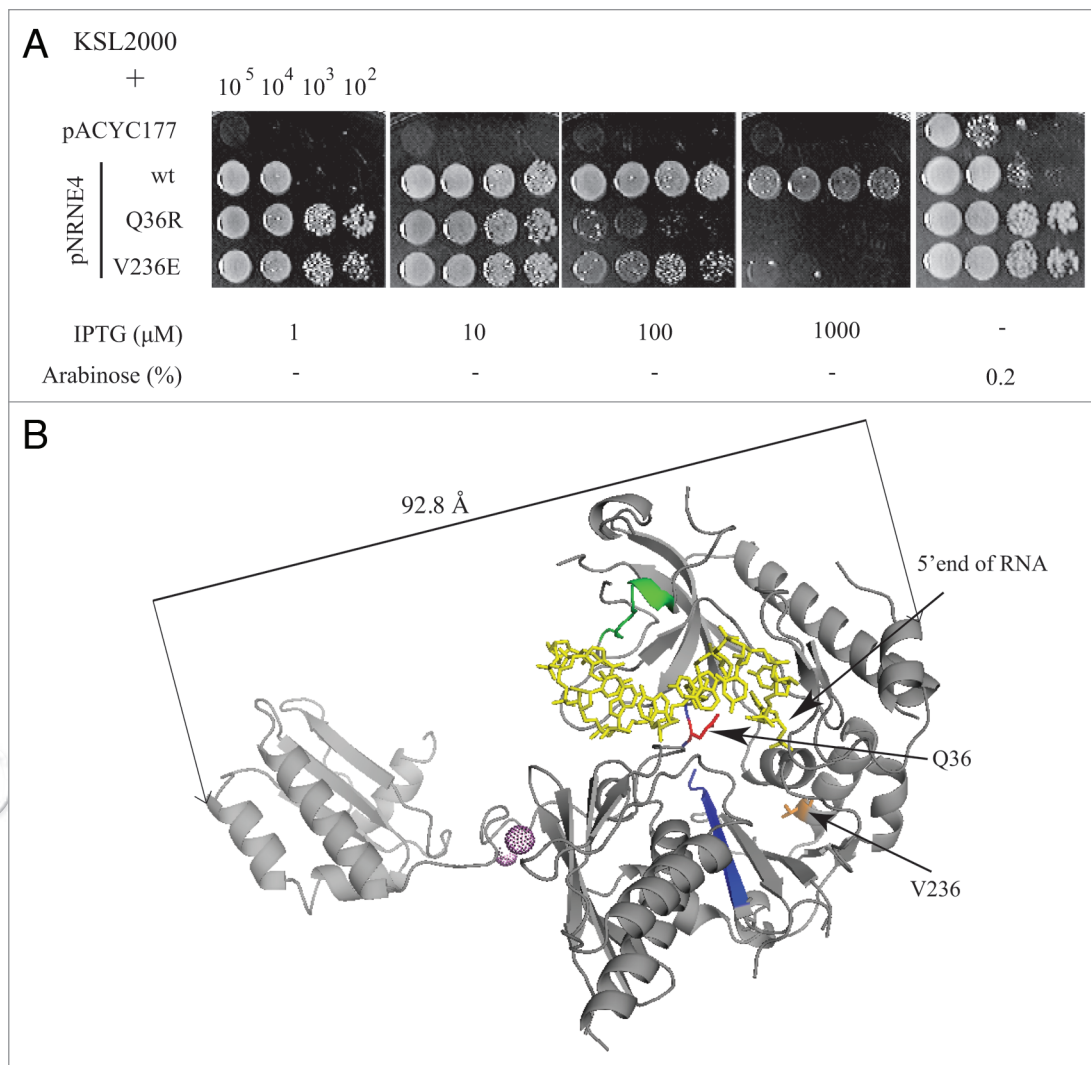 A
KSL2000
+
10^5 10^4 10^3 10^2
pACYC177
pNRNE4
wt
Q36R
V236E
IPTG (μM) 1 10 100 1000 -
Arabinose (%) - - - - 0.2
B
92.8 Å
5'end of RNA
Q36
V236